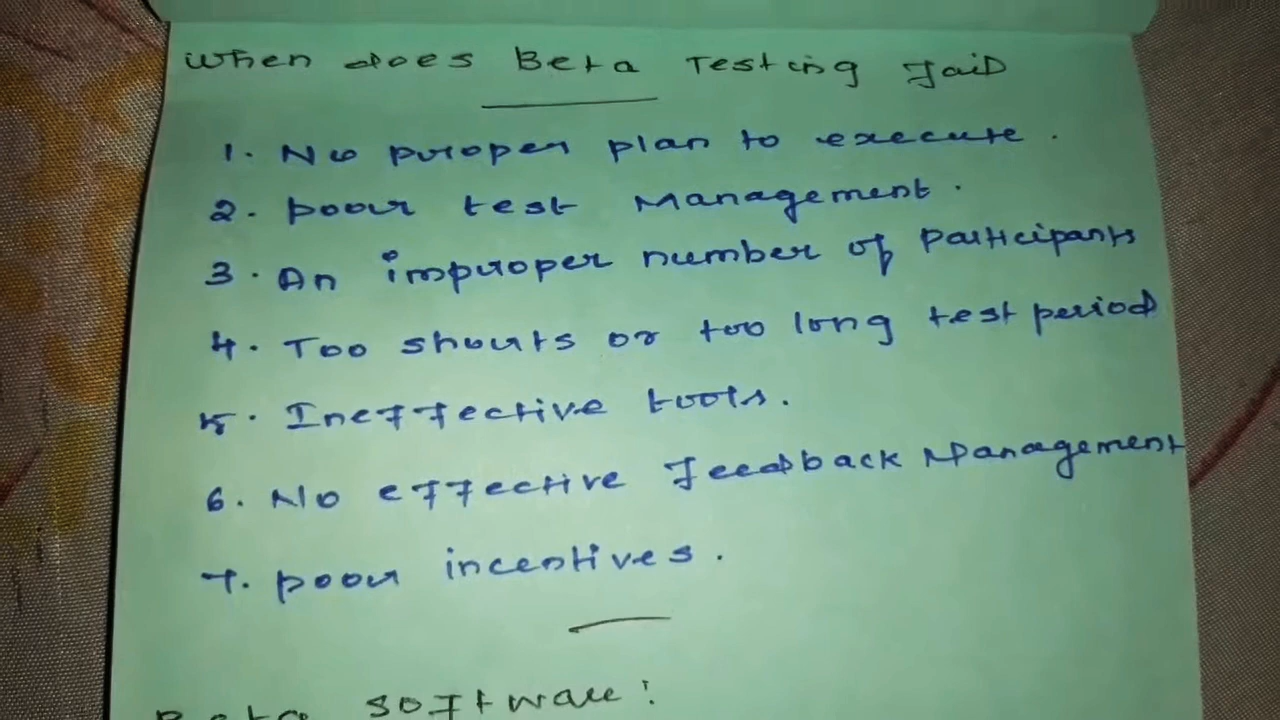 When does Beta Testing Fail
1. No proper plan to execute.
2. poor test Management.
3. An improper number of participants
4. Too shorts or too long test period
5. Ineffective tools.
6. No effective feedback Management
7. poor incentives.
Beta software: